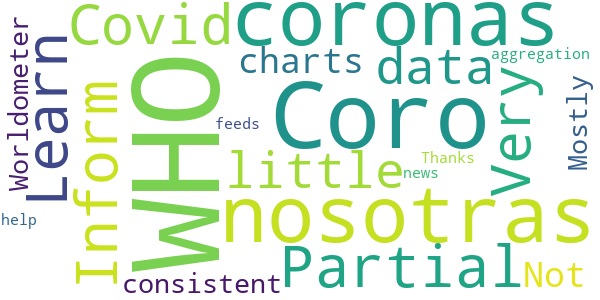 Covid
coronas
Worldometer
Learn
Inform
WHO
charts
data
aggregation
Coro
Very
Mostly
feeds
little
Thanks
news
help
nosotras
consistent
Partial
Not